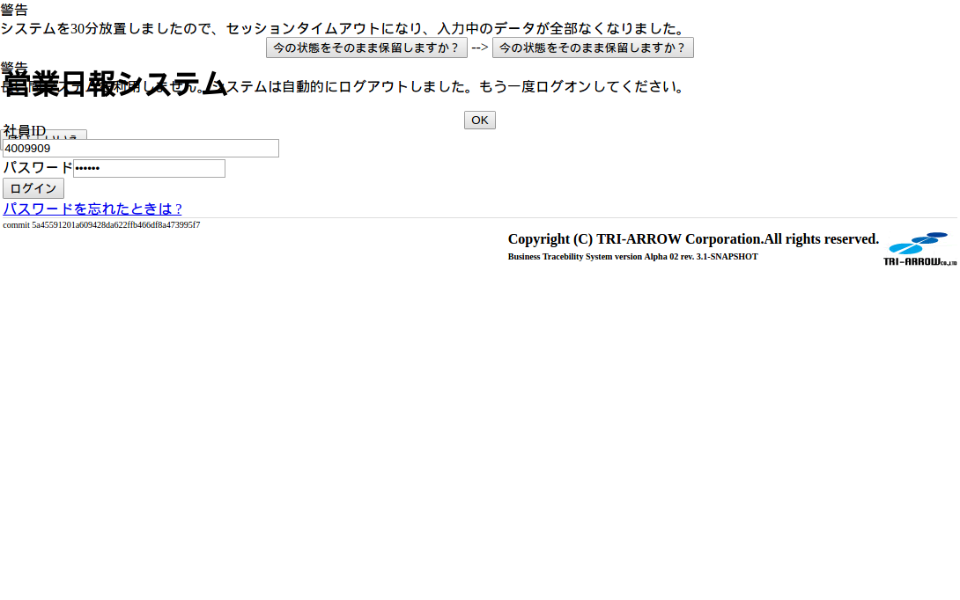 警告
システムを30分放置しましたので、セッションタイムアウトになり、入力中のデータが全部なくなりました。
今の状態をそのまま保留しますか？ --> 今の状態をそのまま保留しますか？
警告
営業日報システム
利用しません。システムは自動的にログアウトしました。もう一度ログオンしてください。
OK
社員ID
4009909
パスワード ••••••
ログイン
パスワードを忘れたときは？
commit 5a45591201a609428da622ffb466df8a473995f7
Copyright (C) TRI-ARROW Corporation.All rights reserved.
Business Tracebility System version Alpha 02 rev. 3.1-SNAPSHOT
TRI-ARROW CO.,LTD